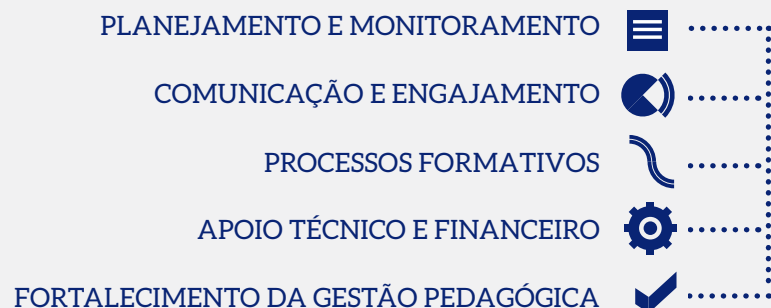 PLANEJAMENTO E MONITORAMENTO
COMUNICAÇÃO E ENGAJAMENTO
PROCESSOS FORMATIVOS
APOIO TÉCNICO E FINANCEIRO
FORTALECIMENTO DA GESTÃO PEDAGÓGICA